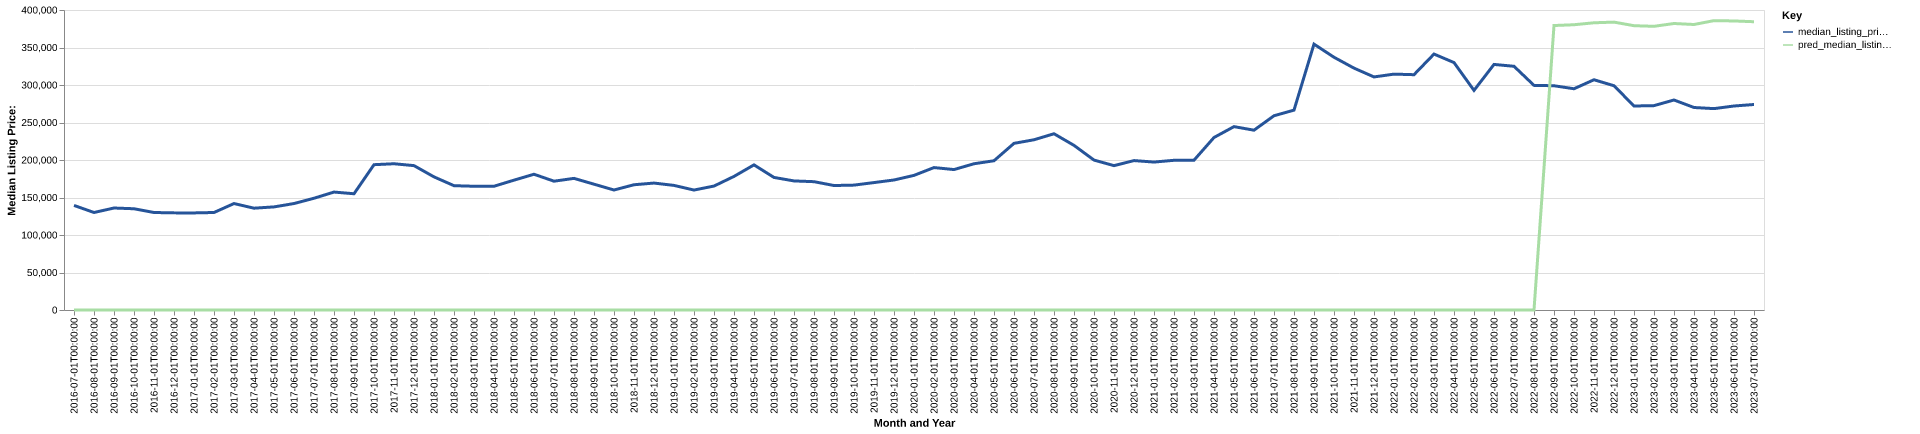 400,000
350,000
300,000
250,000
200,000
150,000
100,000
50,000
0
Median Listing Price:
2016-07-01T00:00:00
2016-08-01T00:00:00
2016-09-01T00:00:00
2016-10-01T00:00:00
2016-11-01T00:00:00
2016-12-01T00:00:00
2017-01-01T00:00:00
2017-02-01T00:00:00
2017-03-01T00:00:00
2017-04-01T00:00:00
2017-05-01T00:00:00
2017-06-01T00:00:00
2017-07-01T00:00:00
2017-08-01T00:00:00
2017-09-01T00:00:00
2017-10-01T00:00:00
2017-11-01T00:00:00
2017-12-01T00:00:00
2018-01-01T00:00:00
2018-02-01T00:00:00
2018-03-01T00:00:00
2018-04-01T00:00:00
2018-05-01T00:00:00
2018-06-01T00:00:00
2018-07-01T00:00:00
2018-08-01T00:00:00
2018-09-01T00:00:00
2018-10-01T00:00:00
2018-11-01T00:00:00
2018-12-01T00:00:00
2019-01-01T00:00:00
2019-02-01T00:00:00
2019-03-01T00:00:00
2019-04-01T00:00:00
2019-05-01T00:00:00
2019-06-01T00:00:00
2019-07-01T00:00:00
2019-08-01T00:00:00
2019-09-01T00:00:00
2019-10-01T00:00:00
2019-11-01T00:00:00
2019-12-01T00:00:00
2020-01-01T00:00:00
2020-02-01T00:00:00
2020-03-01T00:00:00
2020-04-01T00:00:00
2020-05-01T00:00:00
2020-06-01T00:00:00
2020-07-01T00:00:00
2020-08-01T00:00:00
2020-09-01T00:00:00
2020-10-01T00:00:00
2020-11-01T00:00:00
2020-12-01T00:00:00
2021-01-01T00:00:00
2021-02-01T00:00:00
2021-03-01T00:00:00
2021-04-01T00:00:00
2021-05-01T00:00:00
2021-06-01T00:00:00
2021-07-01T00:00:00
2021-08-01T00:00:00
2021-09-01T00:00:00
2021-10-01T00:00:00
2021-11-01T00:00:00
2021-12-01T00:00:00
2022-01-01T00:00:00
2022-02-01T00:00:00
2022-03-01T00:00:00
2022-04-01T00:00:00
2022-05-01T00:00:00
2022-06-01T00:00:00
2022-07-01T00:00:00
2022-08-01T00:00:00
2022-09-01T00:00:00
2022-10-01T00:00:00
2022-11-01T00:00:00
2022-12-01T00:00:00
2023-01-01T00:00:00
2023-02-01T00:00:00
2023-03-01T00:00:00
2023-04-01T00:00:00
2023-05-01T00:00:00
2023-06-01T00:00:00
2023-07-01T00:00:00
Month and Year
Key
median_listing_pri…
pred_median_listin…